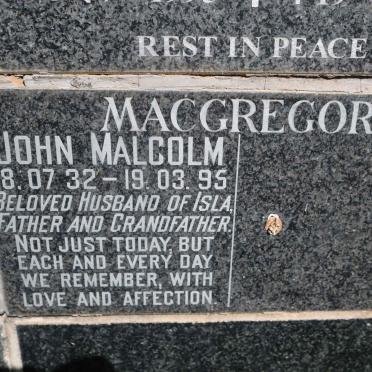 REST IN PEACE
MACGREGOR
JOHN MALCOLM
8.07 32 – 19.03.95
BELOVED HUSBAND OF ISLA,
FATHER AND GRANDFATHER.
NOT JUST TODAY, BUT
EACH AND EVERY DAY
WE REMEMBER, WITH
LOVE AND AFFECTION.